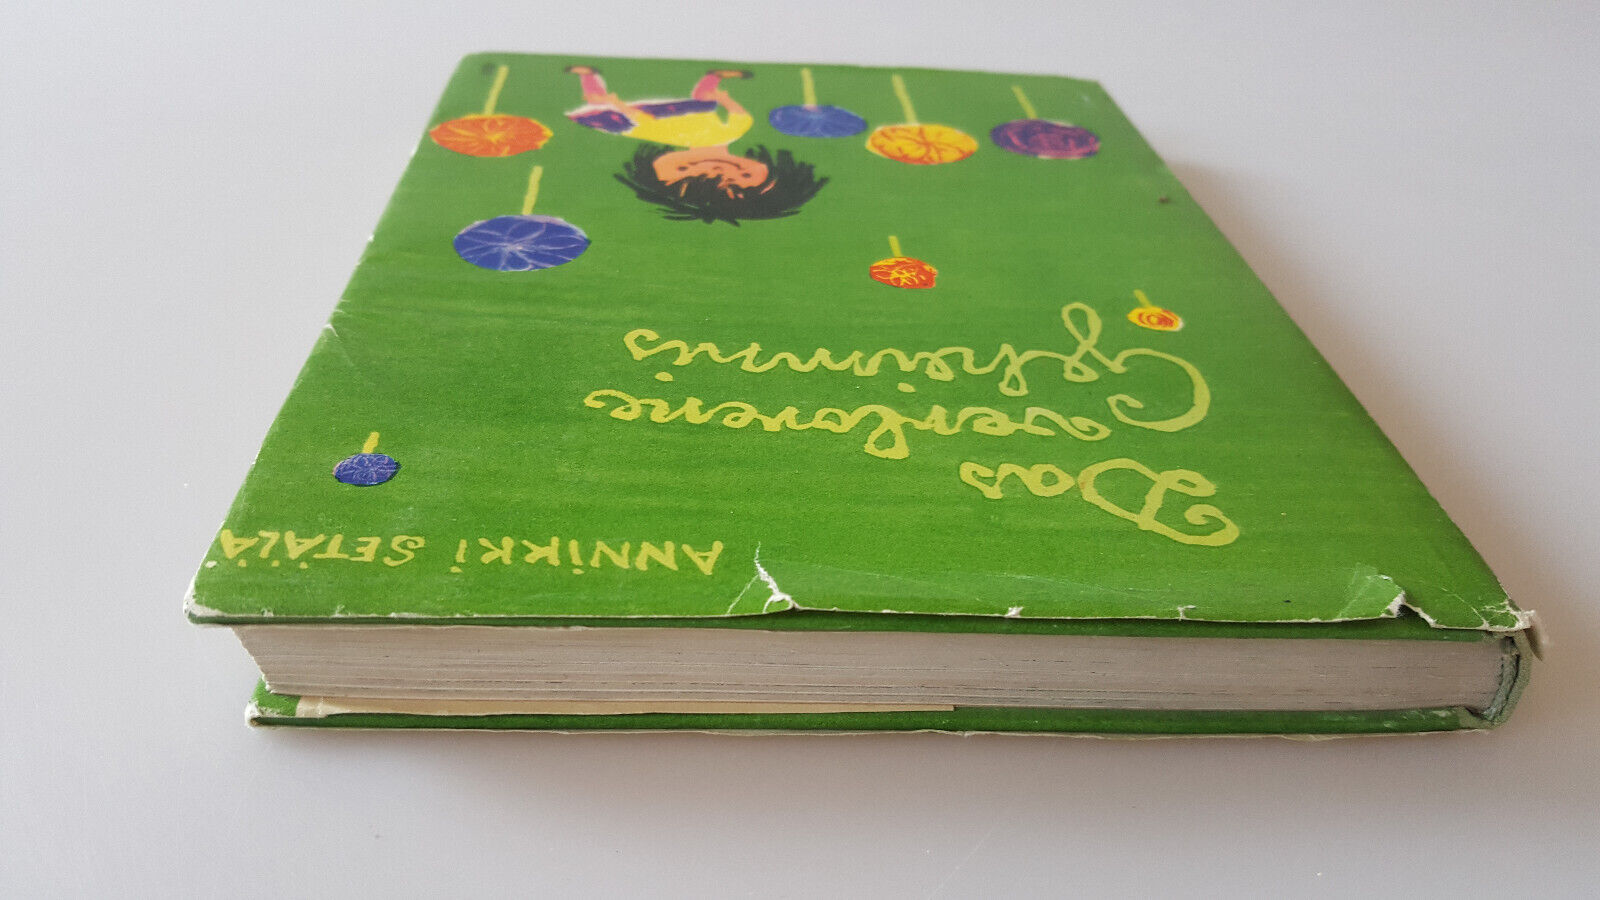 ANNiKKi SETÄLÄ
Das
verlorene
Geheimnis